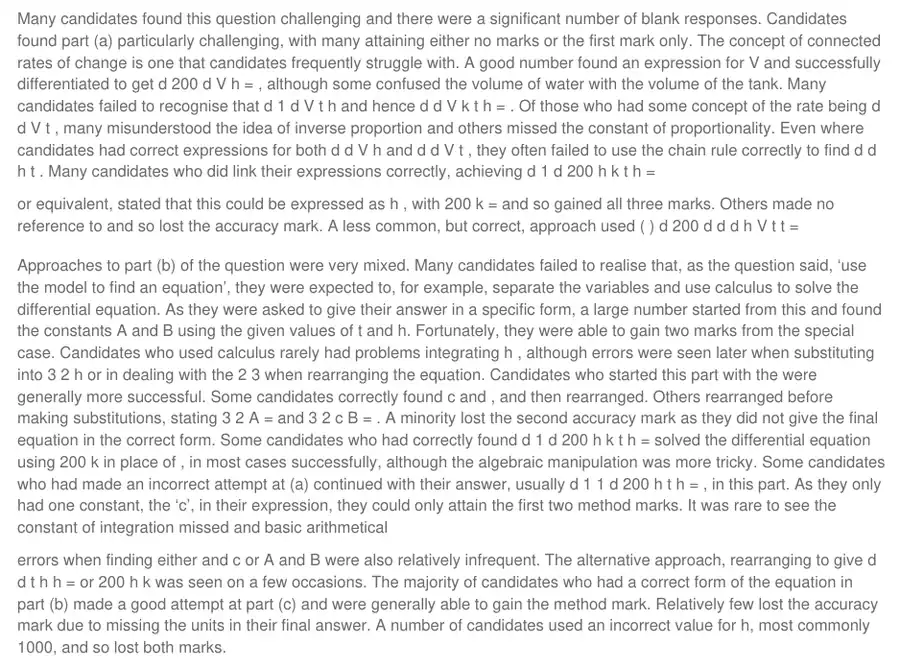 Many candidates found this question challenging and there were a significant number of blank responses. Candidates
found part (a) particularly challenging, with many attaining either no marks or the first mark only. The concept of connected
rates of change is one that candidates frequently struggle with. A good number found an expression for V and successfully
differentiated to get d 200 d V h = , although some confused the volume of water with the volume of the tank. Many
candidates failed to recognise that d 1 d V t h and hence d d V k t h = . Of those who had some concept of the rate being d
d V t , many misunderstood the idea of inverse proportion and others missed the constant of proportionality. Even where
candidates had correct expressions for both d d V h and d d V t , they often failed to use the chain rule correctly to find d d
h t . Many candidates who did link their expressions correctly, achieving d 1 d 200 h k t h =
or equivalent, stated that this could be expressed as h , with 200 k = and so gained all three marks. Others made no
reference to and so lost the accuracy mark. A less common, but correct, approach used ( ) d 200 d d d h V t t =
Approaches to part (b) of the question were very mixed. Many candidates failed to realise that, as the question said, ‘use
the model to find an equation’, they were expected to, for example, separate the variables and use calculus to solve the
differential equation. As they were asked to give their answer in a specific form, a large number started from this and found
the constants A and B using the given values of t and h. Fortunately, they were able to gain two marks from the special
case. Candidates who used calculus rarely had problems integrating h , although errors were seen later when substituting
into 3 2 h or in dealing with the 2 3 when rearranging the equation. Candidates who started this part with the were
generally more successful. Some candidates correctly found c and , and then rearranged. Others rearranged before
making substitutions, stating 3 2 A = and 3 2 c B = . A minority lost the second accuracy mark as they did not give the final
equation in the correct form. Some candidates who had correctly found d 1 d 200 h k t h = solved the differential equation
using 200 k in place of , in most cases successfully, although the algebraic manipulation was more tricky. Some candidates
who had made an incorrect attempt at (a) continued with their answer, usually d 1 1 d 200 h t h = , in this part. As they only
had one constant, the ‘c’, in their expression, they could only attain the first two method marks. It was rare to see the
constant of integration missed and basic arithmetical
errors when finding either and c or A and B were also relatively infrequent. The alternative approach, rearranging to give d
d t h h = or 200 h k was seen on a few occasions. The majority of candidates who had a correct form of the equation in
part (b) made a good attempt at part (c) and were generally able to gain the method mark. Relatively few lost the accuracy
mark due to missing the units in their final answer. A number of candidates used an incorrect value for h, most commonly
1000, and so lost both marks.